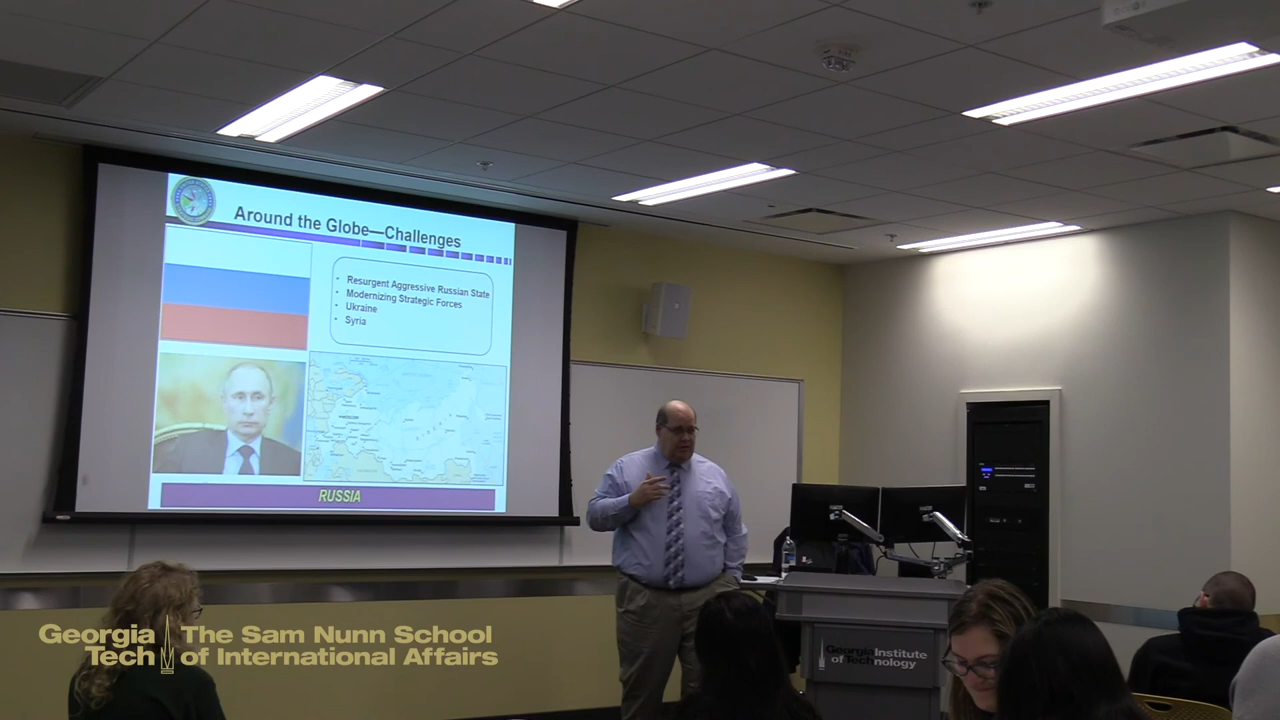 Around the Globe—Challenges
• Resurgent Aggressive Russian State
• Modernizing Strategic Forces
• Ukraine
• Syria
MOSCOW
RUSSIA
Georgia Tech
The Sam Nunn School
of International Affairs
Georgia Institute
of Technology